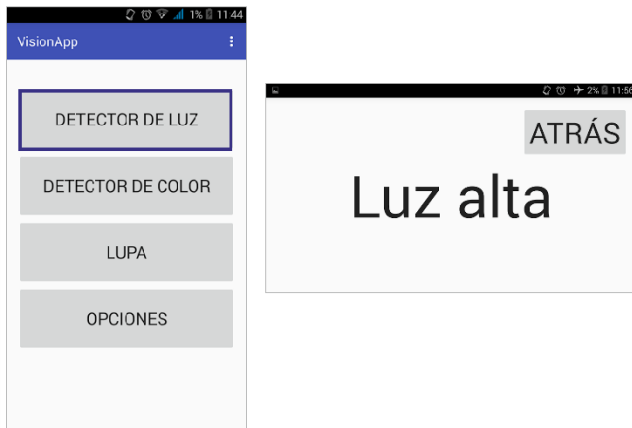 1% 11:44
VisionApp
DETECTOR DE LUZ
DETECTOR DE COLOR
LUPA
OPCIONES
2% 11:56
ATRÁS
Luz alta